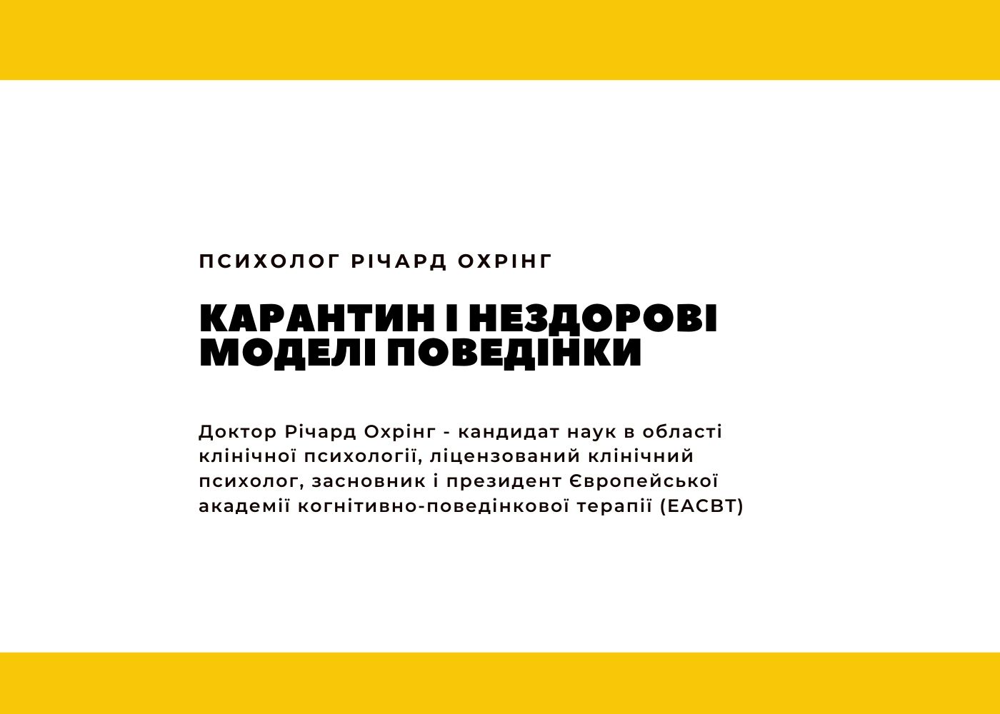 ПСИХОЛОГ РІЧАРД ОХРІНГ
КАРАНТИН І НЕЗДОРОВІ
МОДЕЛІ ПОВЕДІНКИ
Доктор Річард Охрінг - кандидат наук в області
клінічної психології, ліцензований клінічний
психолог, засновник і президент Європейської
академії когнітивно-поведінкової терапії (EACBT)